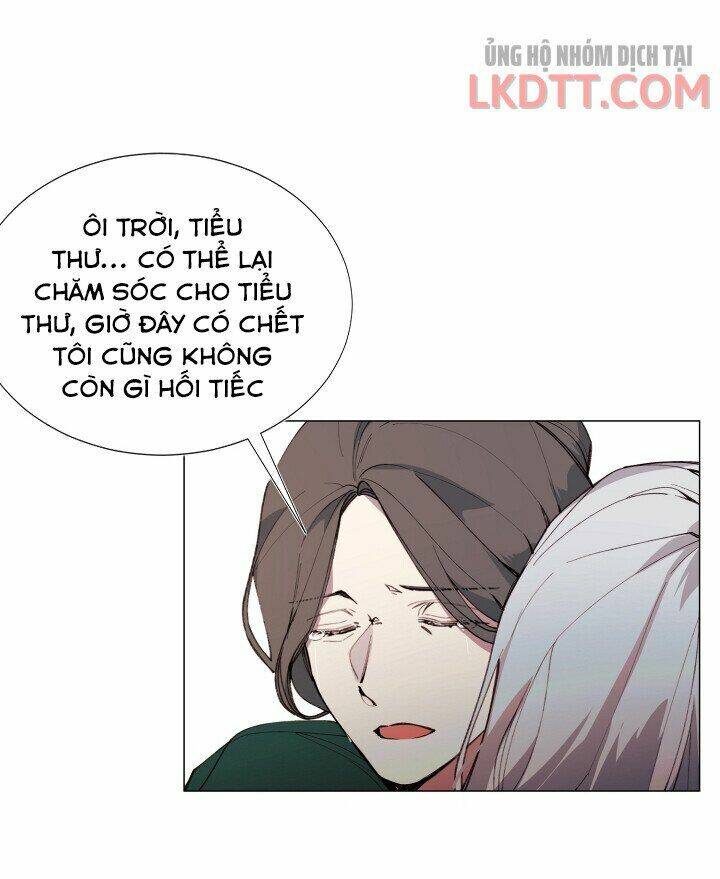 ỦNG HỘ NHÓM DỊCH TẠI
LKDTT.COM
ÔI TRỜI, TIỂU
THƯ... CÓ THỂ LẠI
CHĂM SÓC CHO TIỂU
THƯ, GIỜ ĐÂY CÓ CHẾT
TÔI CŨNG KHÔNG
CÒN GÌ HỐI TIẾC